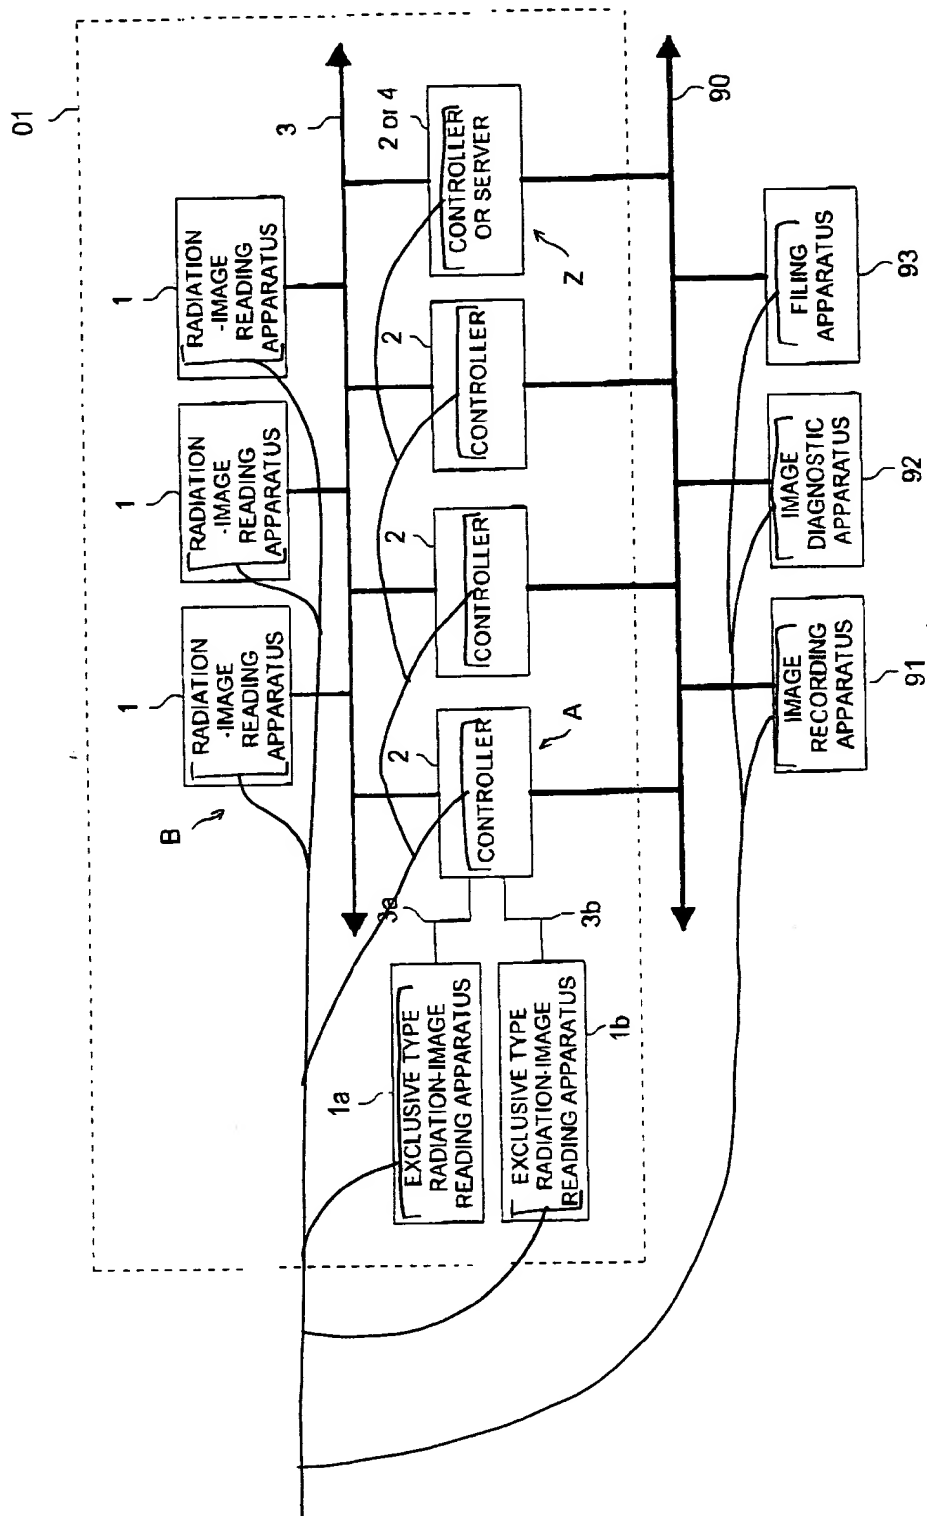 01
1
RADIATION
-IMAGE
READING
APPARATUS
1
RADIATION
-IMAGE
READING
APPARATUS
1
RADIATION
-IMAGE
READING
APPARATUS
B
3
3a
3b
1a
EXCLUSIVE TYPE
RADIATION-IMAGE
READING APPARATUS
EXCLUSIVE TYPE
RADIATION-IMAGE
READING APPARATUS
1b
2
CONTROLLER
A
2
CONTROLLER
2
CONTROLLER
2 or 4
CONTROLLER
OR SERVER
Z
90
IMAGE
RECORDING
APPARATUS
91
IMAGE
DIAGNOSTIC
APPARATUS
92
FILING
APPARATUS
93